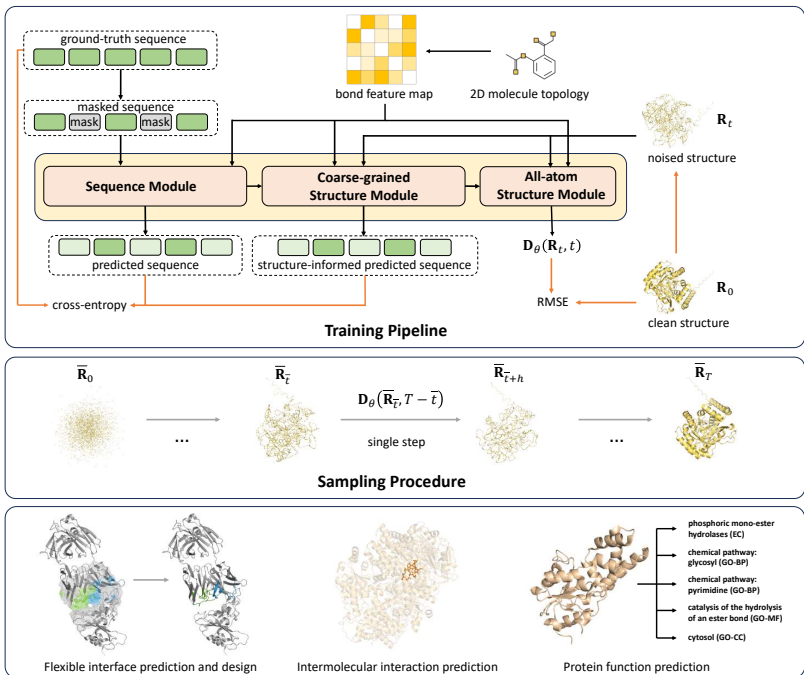 ground-truth sequence
masked sequence
mask
mask
bond feature map
2D molecule topology
R_t
noised structure
Sequence Module
Coarse-grained
Structure Module
All-atom
Structure Module
predicted sequence
structure-informed predicted sequence
D_θ(R_t, t)
cross-entropy
RMSE
R_0
clean structure
Training Pipeline
R̅_0
R̅_t̅
D_θ(R̅_t̅, T − t̅)
R̅_t̅+h
R̅_T
...
single step
...
Sampling Procedure
phosphoric mono-ester
hydrolases (EC)
chemical pathway:
glycosyl (GO-BP)
chemical pathway:
pyrimidine (GO-BP)
catalysis of the hydrolysis
of an ester bond (GO-MF)
cytosol (GO-CC)
Flexible interface prediction and design
Intermolecular interaction prediction
Protein function prediction